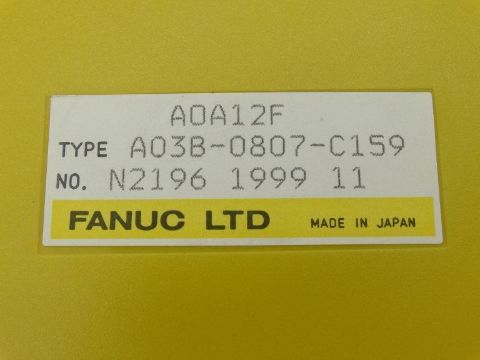 AOA12F
TYPE A03B-0807-C159
NO. N2196 1999 11
FANUC LTD MADE IN JAPAN